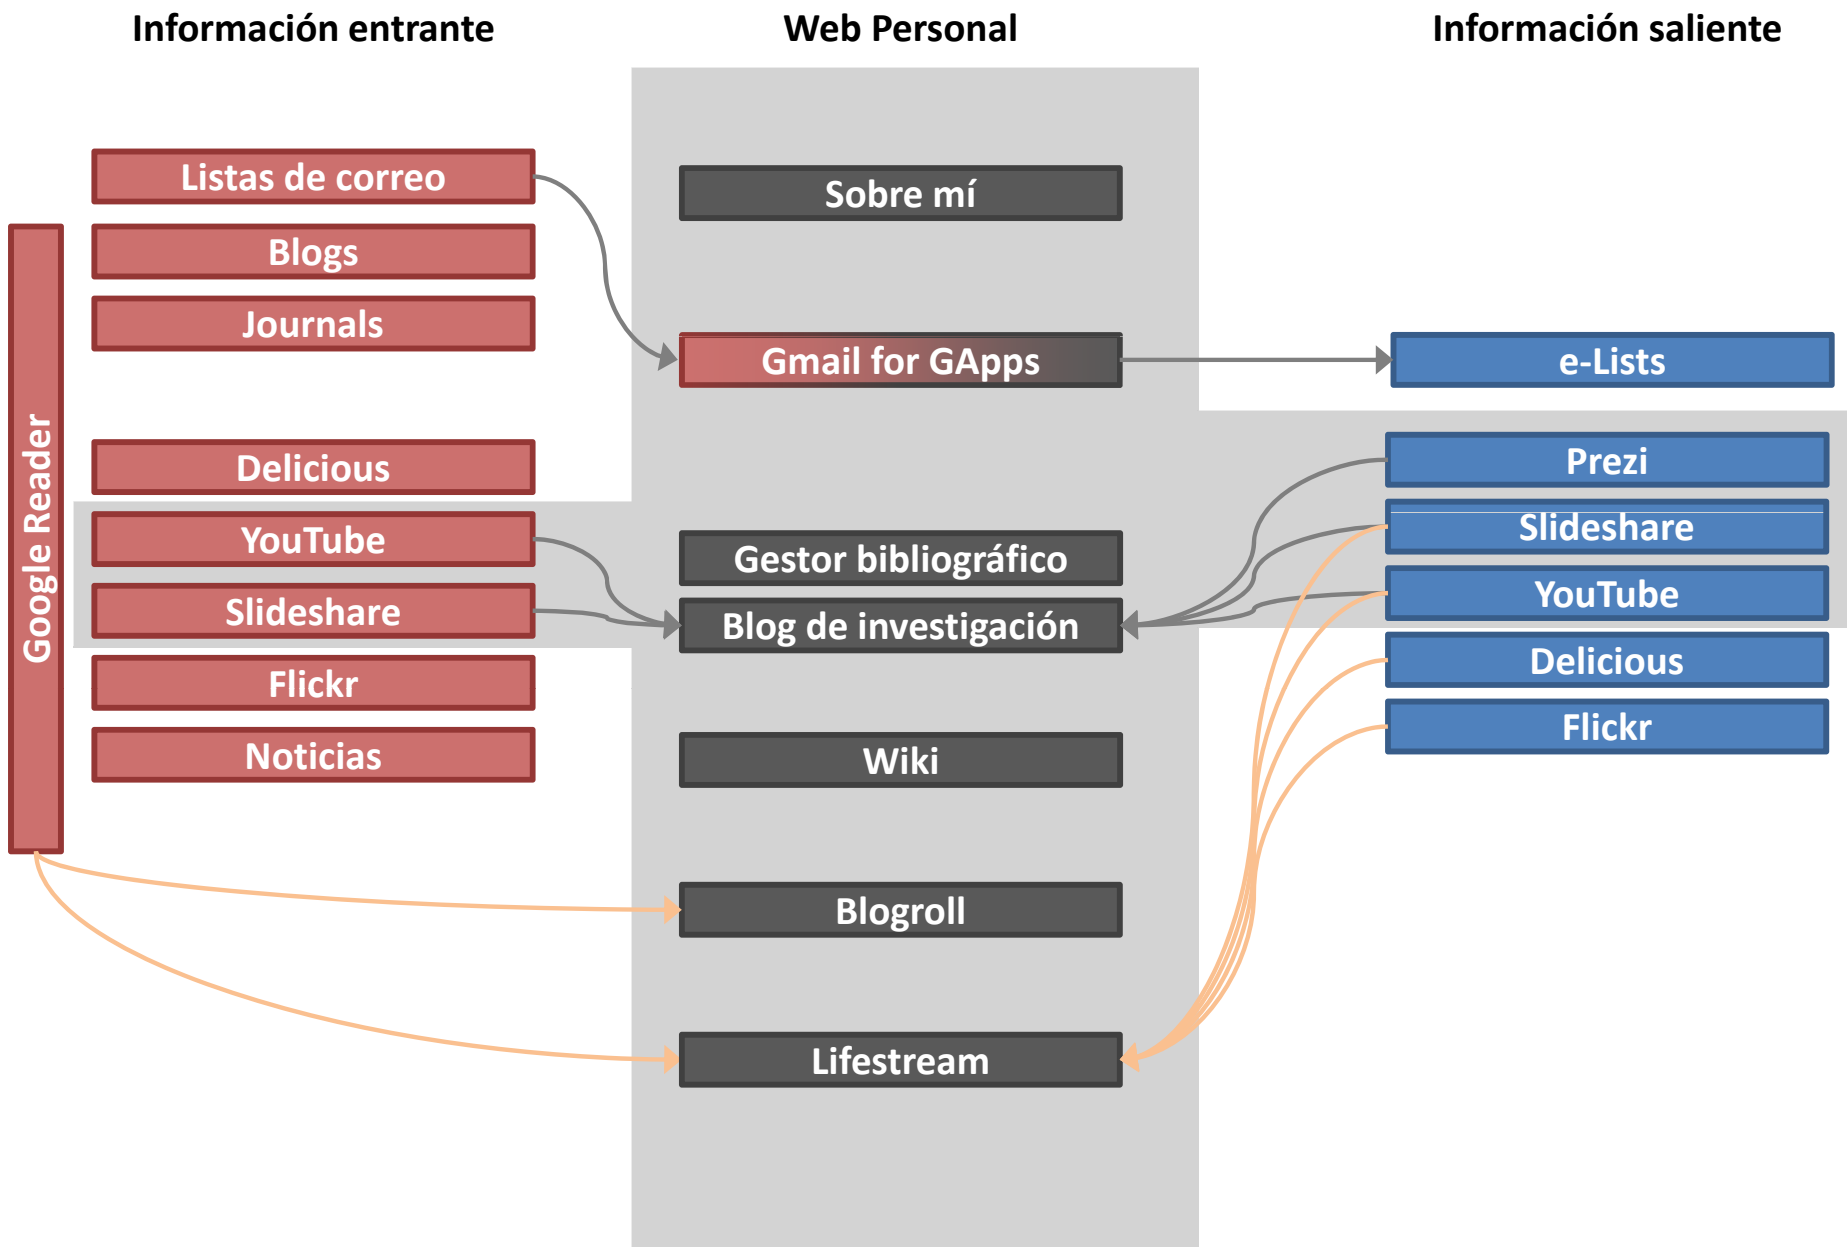 Información entrante
Web Personal
Información saliente
Google Reader
Listas de correo
Blogs
Journals
Delicious
YouTube
Slideshare
Flickr
Noticias
Sobre mí
Gmail for GApps
Gestor bibliográfico
Blog de investigación
Wiki
Blogroll
Lifestream
e-Lists
Prezi
Slideshare
YouTube
Delicious
Flickr